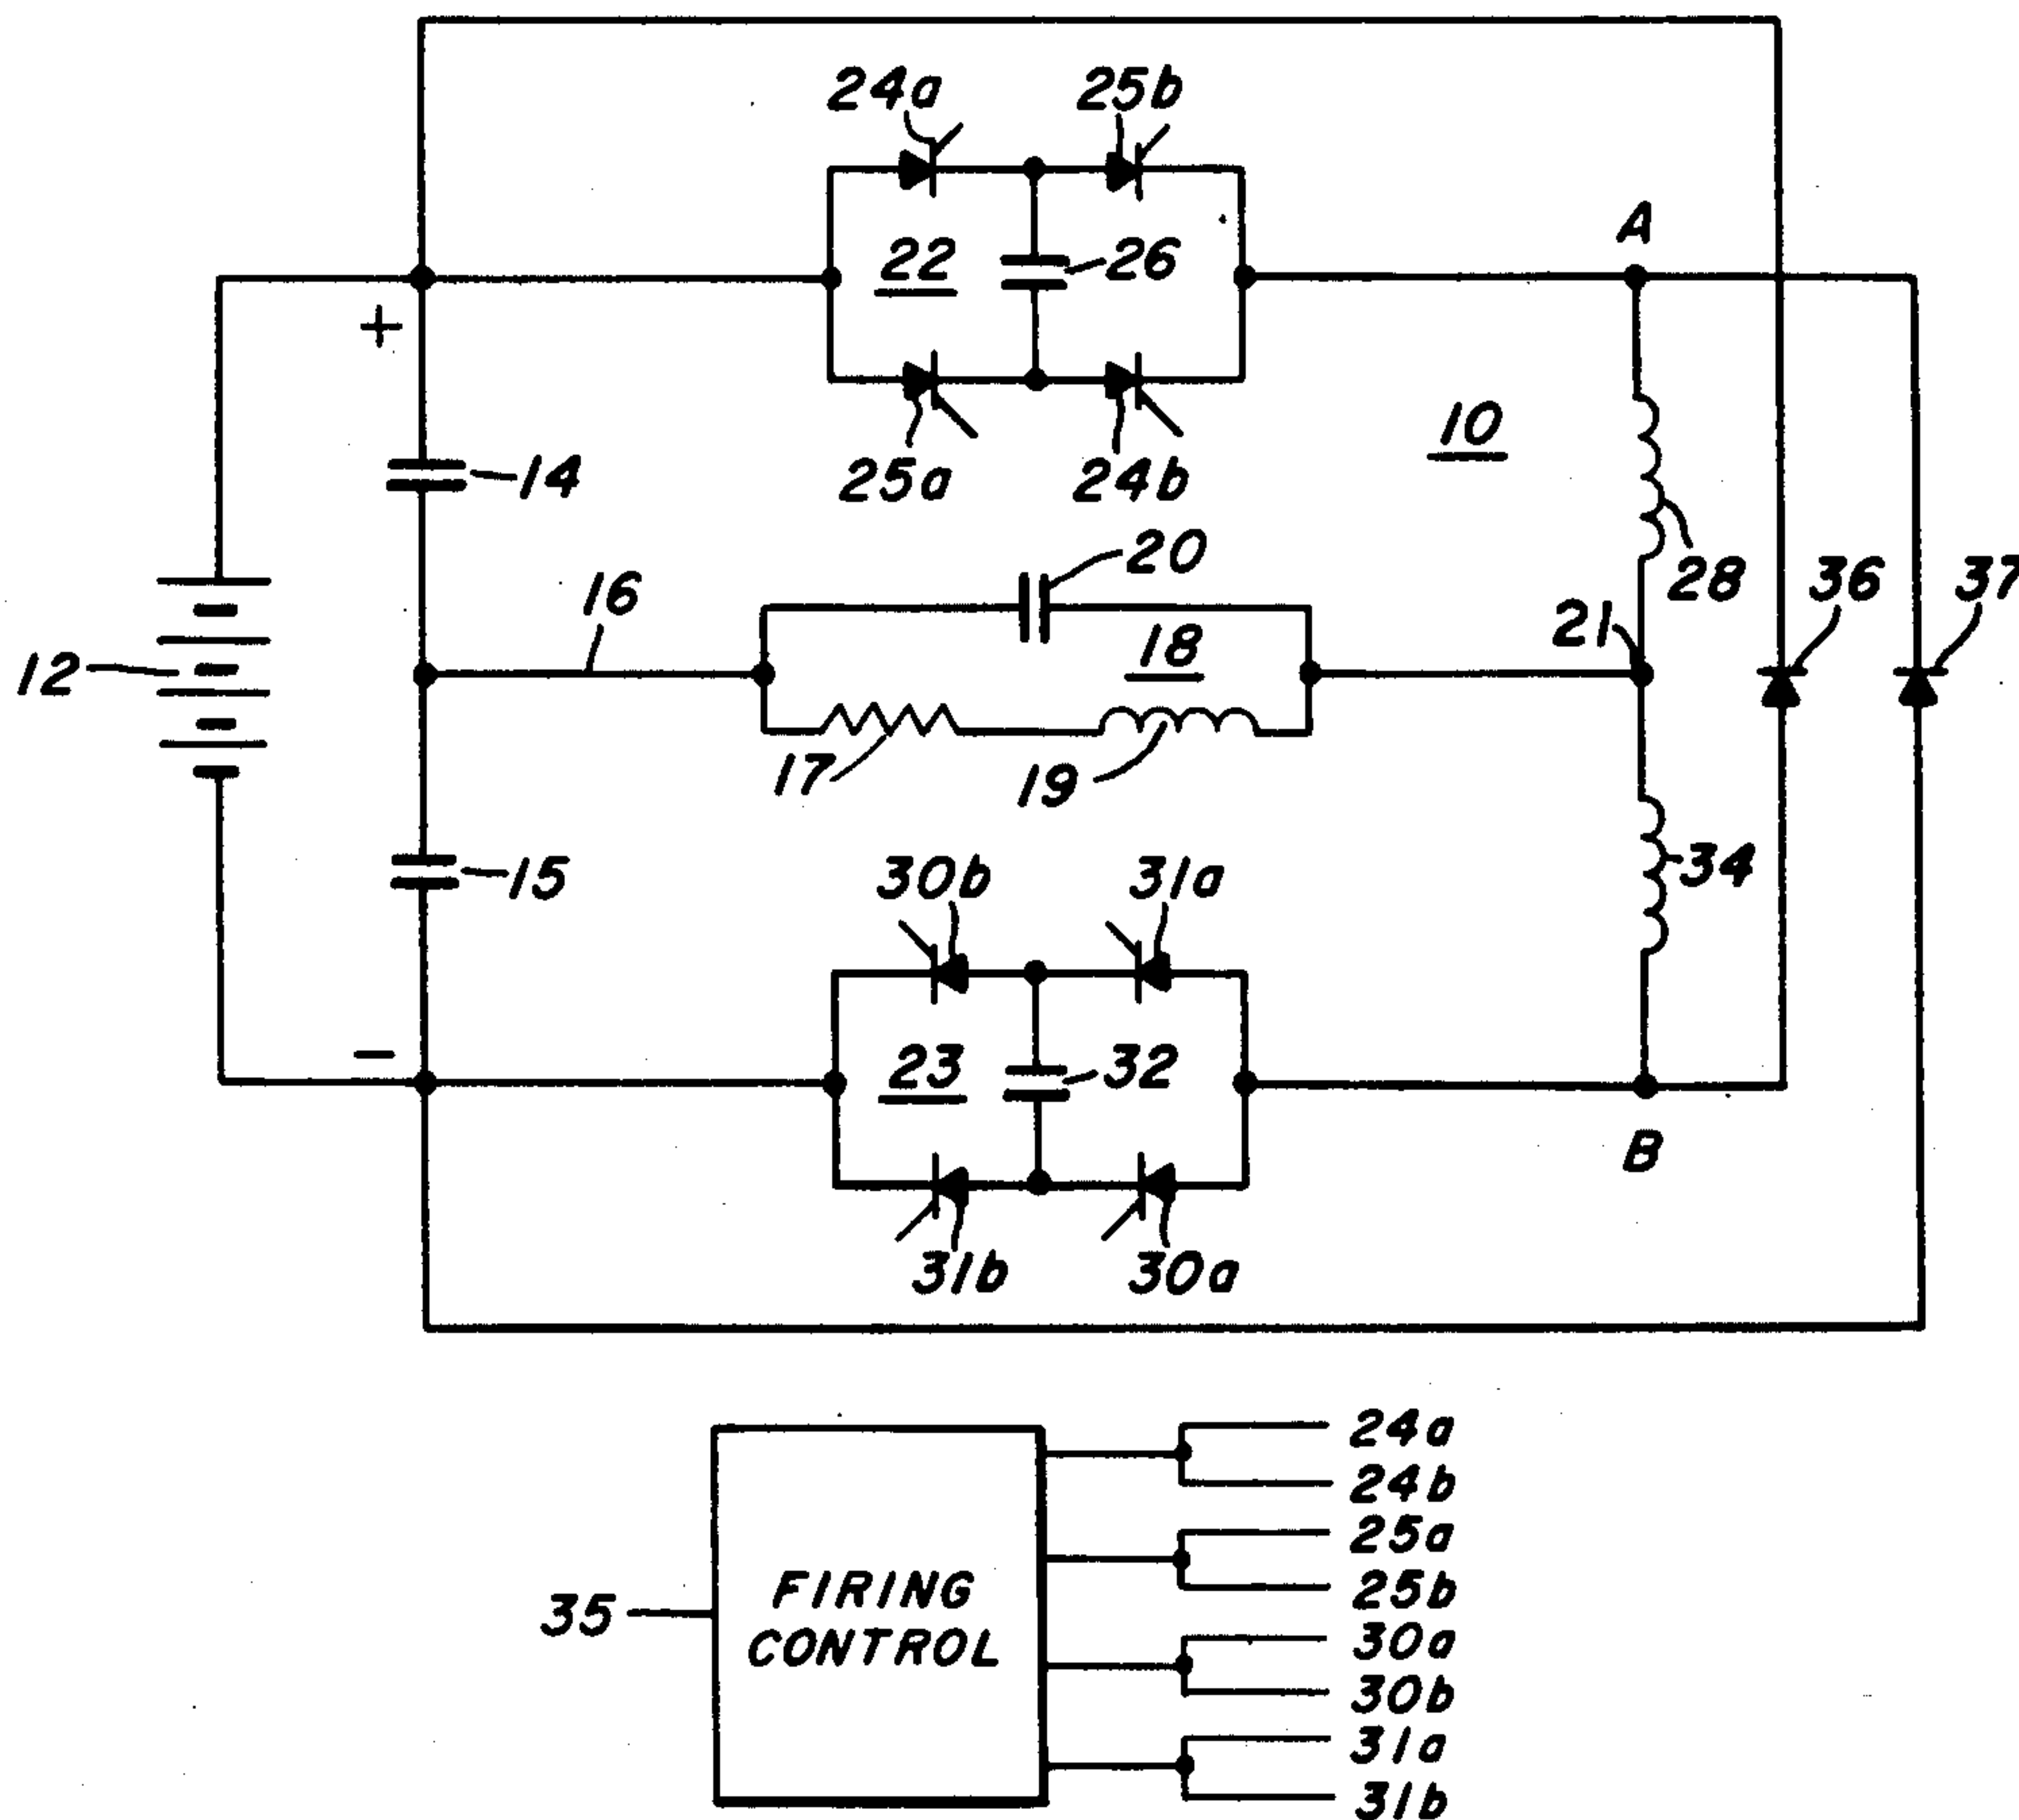 24a 25b
A
22 26
+
10
25a 24b
14
20
16 28 36 37
21
18
12
17 19
34
30b 31a
15
23 32
−
B
31b 30a
24a
24b
25a
FIRING 25b
35
CONTROL 30a
30b
31a
31b